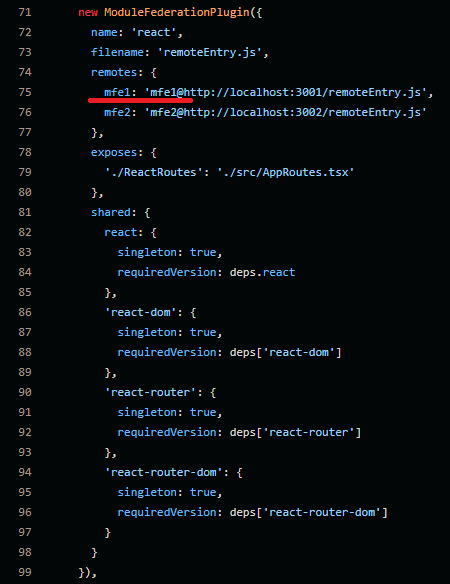 71 new ModuleFederationPlugin({
72 name: 'react',
73 filename: 'remoteEntry.js',
74 remotes: {
75 mfe1: 'mfe1@http://localhost:3001/remoteEntry.js',
76 mfe2: 'mfe2@http://localhost:3002/remoteEntry.js'
77 },
78 exposes: {
79 './ReactRoutes': './src/AppRoutes.tsx'
80 },
81 shared: {
82 react: {
83 singleton: true,
84 requiredVersion: deps.react
85 },
86 'react-dom': {
87 singleton: true,
88 requiredVersion: deps['react-dom']
89 },
90 'react-router': {
91 singleton: true,
92 requiredVersion: deps['react-router']
93 },
94 'react-router-dom': {
95 singleton: true,
96 requiredVersion: deps['react-router-dom']
97 }
98 }
99 }),